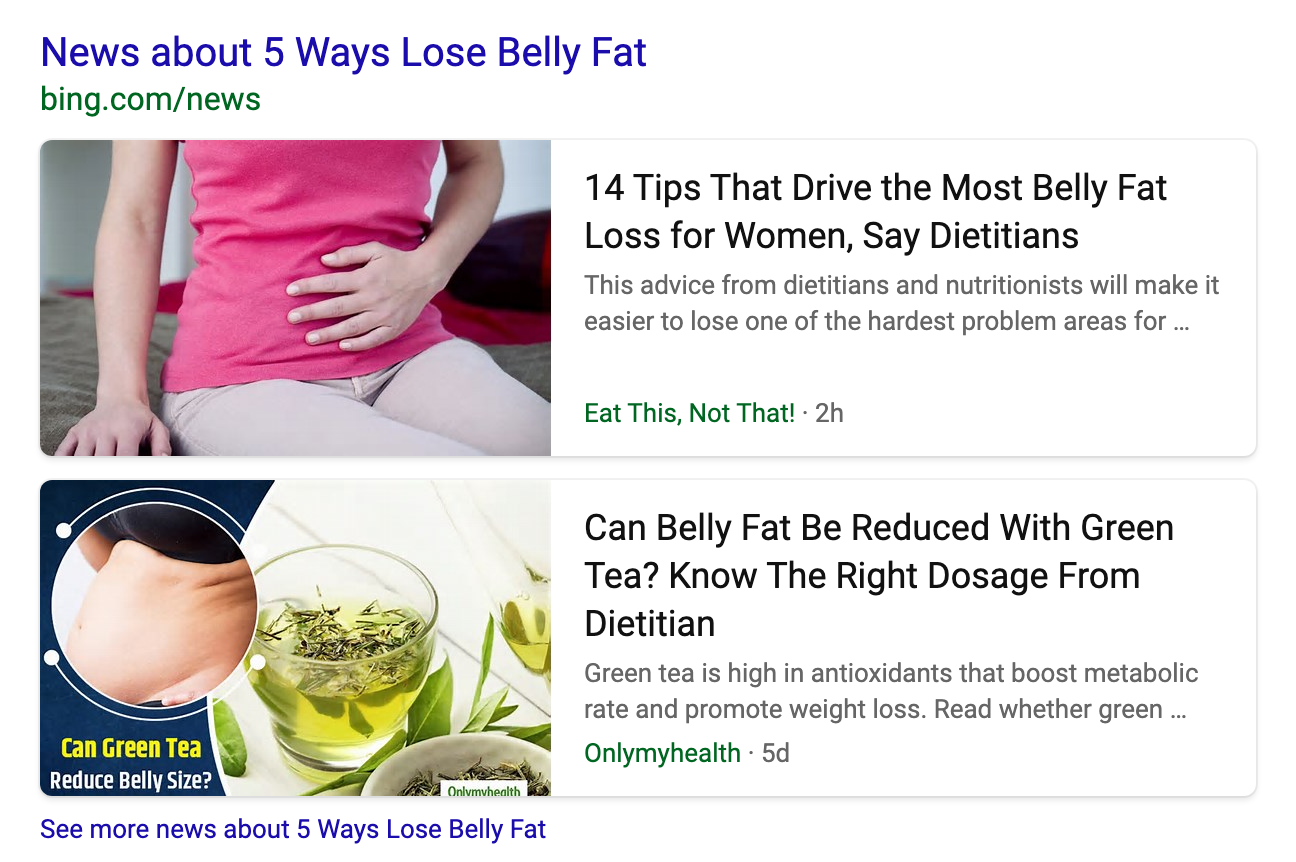 News about 5 Ways Lose Belly Fat
bing.com/news
14 Tips That Drive the Most Belly Fat
Loss for Women, Say Dietitians
This advice from dietitians and nutritionists will make it
easier to lose one of the hardest problem areas for ...
Eat This, Not That! · 2h
Can Green Tea
Reduce Belly Size?
Onlymyhealth
Can Belly Fat Be Reduced With Green
Tea? Know The Right Dosage From
Dietitian
Green tea is high in antioxidants that boost metabolic
rate and promote weight loss. Read whether green ...
Onlymyhealth · 5d
See more news about 5 Ways Lose Belly Fat